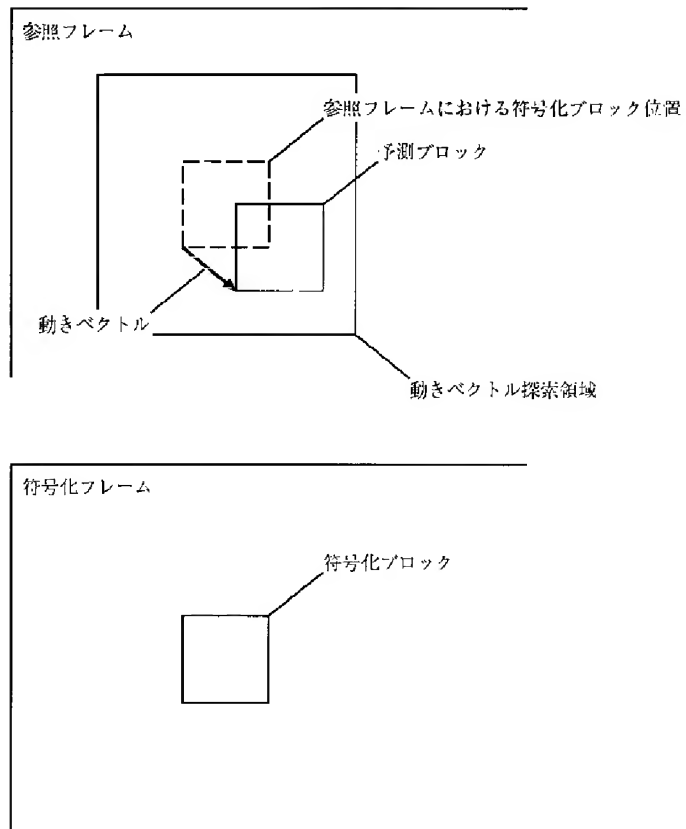 参照フレーム
参照フレームにおける符号化ブロック位置
予測ブロック
動きベクトル
動きベクトル探索領域
符号化フレーム
符号化ブロック